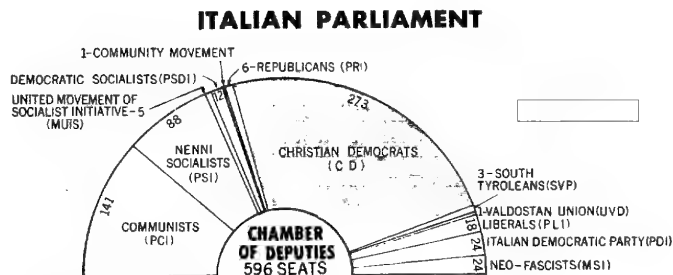 ITALIAN PARLIAMENT
1-COMMUNITY MOVEMENT
6-REPUBLICANS (PRI)
DEMOCRATIC SOCIALISTS(PSDI)
12
273
UNITED MOVEMENT OF
SOCIALIST INITIATIVE-5
(MUIS)
88
NENNI
SOCIALISTS
(PSI)
CHRISTIAN DEMOCRATS
(CD)
3-SOUTH
TYROLEANS(SVP)
141
COMMUNISTS
(PCI)
1-VALDOSTAN UNION(UVD)
18
LIBERALS (PLI)
24
ITALIAN DEMOCRATIC PARTY(PDI)
24
NEO-FASCISTS(MSI)
CHAMBER
OF DEPUTIES
596 SEATS